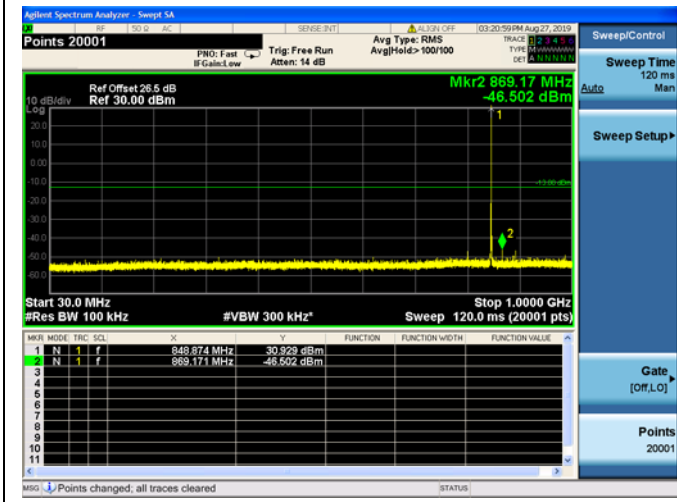 Agilent Spectrum Analyzer - Swept SA
RF 50 Ω AC SENSE:INT ALIGN OFF 03:20:59 PM Aug 27, 2019
Points 20001
PNO: Fast
IFGain:Low
Trig: Free Run
Atten: 14 dB
Avg Type: RMS
Avg|Hold:>100/100
TRACE 1 2 3 4 5 6
TYPE M
DET A N N N N N
Ref Offset 26.5 dB
Ref 30.00 dBm
10 dB/div
Log
Mkr2 869.17 MHz
-46.502 dBm
20.0
10.0
0.00
-10.0
-20.0
-30.0
-40.0
-50.0
-60.0
1
-13.00 dBm
2
Start 30.0 MHz
Stop 1.0000 GHz
#Res BW 100 kHz
#VBW 300 kHz*
Sweep 120.0 ms (20001 pts)
MKR MODE TRC SCL X Y FUNCTION FUNCTION WIDTH FUNCTION VALUE
1 N 1 f 848.874 MHz 30.929 dBm
2 N 1 f 869.171 MHz -46.502 dBm
3
4
5
6
7
8
9
10
11
MSG Points changed; all traces cleared
STATUS
Sweep/Control
Sweep Time
120 ms
Auto Man
Sweep Setup
Gate
[Off,LO]
Points
20001